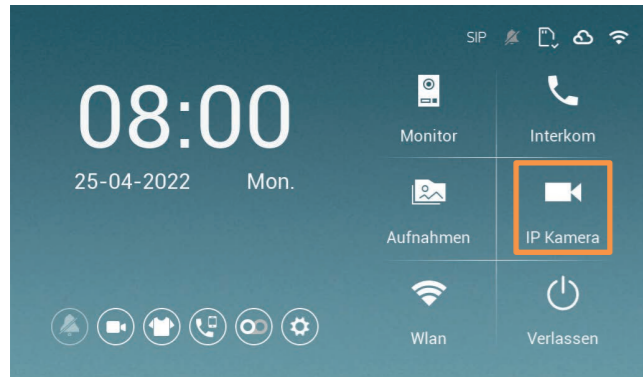 SIP
08:00
25-04-2022 Mon.
Monitor Interkom
Aufnahmen IP Kamera
Wlan Verlassen